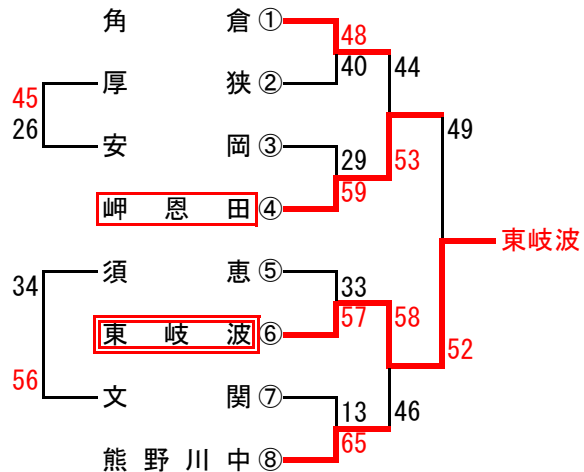 角 倉 ①
48
40
44
厚 狭 ②
45
26
49
安 岡 ③
29
53
59
岬 恩 田 ④
東岐波
須 恵 ⑤
34
33
57
58
東 岐 波 ⑥
52
56
文 関 ⑦
13
46
65
熊 野 川 中 ⑧